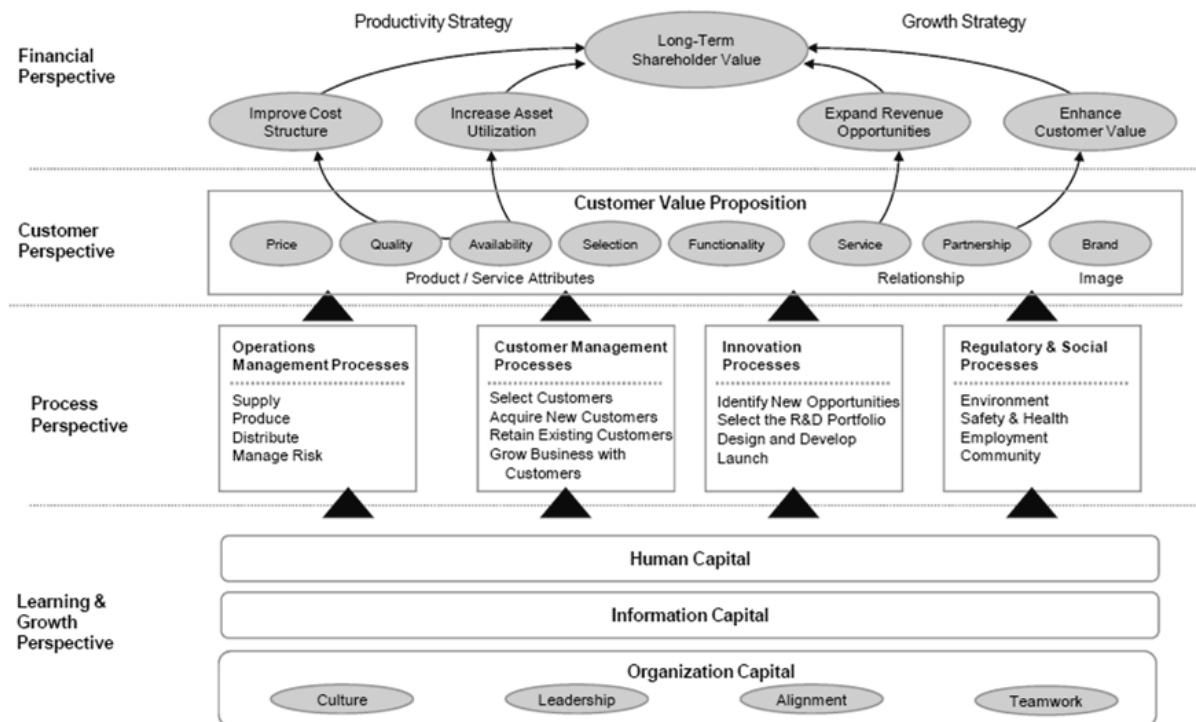 Productivity Strategy
Growth Strategy
Financial
Perspective
Long-Term
Shareholder Value
Improve Cost
Structure
Increase Asset
Utilization
Expand Revenue
Opportunities
Enhance
Customer Value
Customer
Perspective
Customer Value Proposition
Price
Quality
Availability
Selection
Functionality
Service
Partnership
Brand
Product / Service Attributes
Relationship
Image
Process
Perspective
Operations
Management Processes
Supply
Produce
Distribute
Manage Risk
Customer Management
Processes
Select Customers
Acquire New Customers
Retain Existing Customers
Grow Business with
Customers
Innovation
Processes
Identify New Opportunities
Select the R&D Portfolio
Design and Develop
Launch
Regulatory & Social
Processes
Environment
Safety & Health
Employment
Community
Learning &
Growth
Perspective
Human Capital
Information Capital
Organization Capital
Culture
Leadership
Alignment
Teamwork